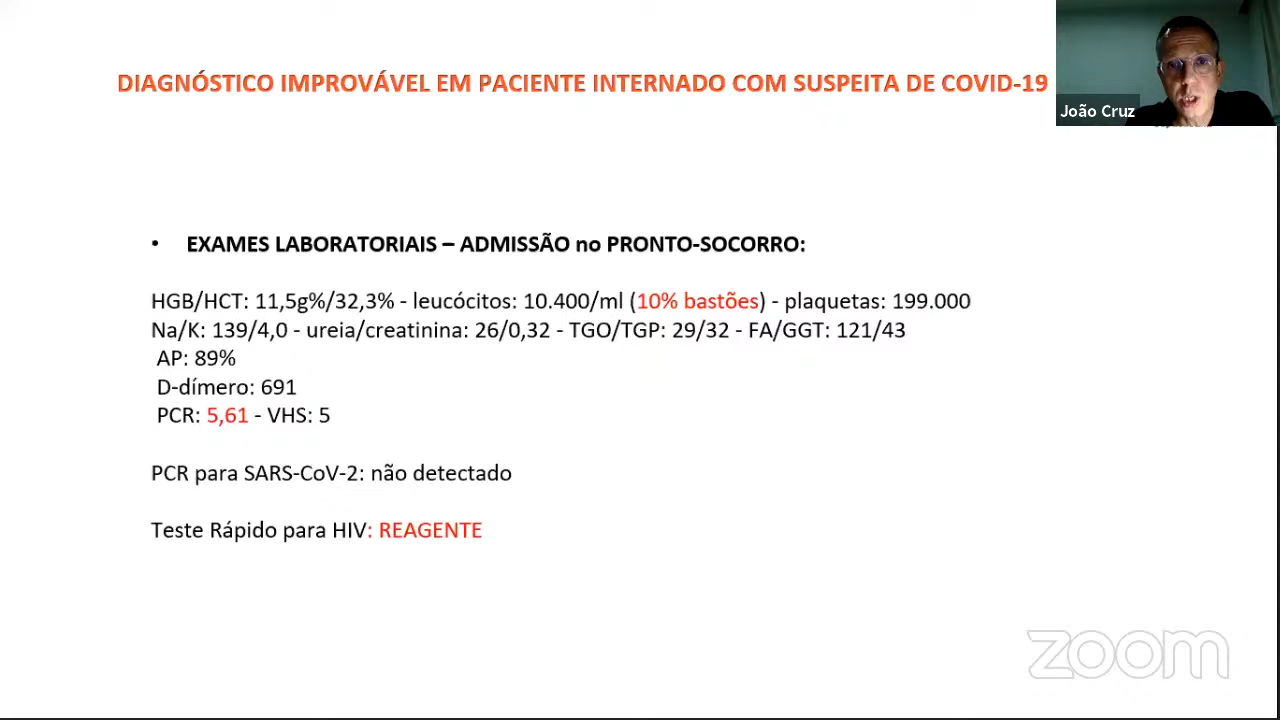 DIAGNÓSTICO IMPROVÁVEL EM PACIENTE INTERNADO COM SUSPEITA DE COVID-19
João Cruz
• EXAMES LABORATORIAIS – ADMISSÃO no PRONTO-SOCORRO:
HGB/HCT: 11,5g%/32,3% - leucócitos: 10.400/ml (10% bastões) - plaquetas: 199.000
Na/K: 139/4,0 - ureia/creatinina: 26/0,32 - TGO/TGP: 29/32 - FA/GGT: 121/43
AP: 89%
D-dímero: 691
PCR: 5,61 - VHS: 5
PCR para SARS-CoV-2: não detectado
Teste Rápido para HIV: REAGENTE
zoom